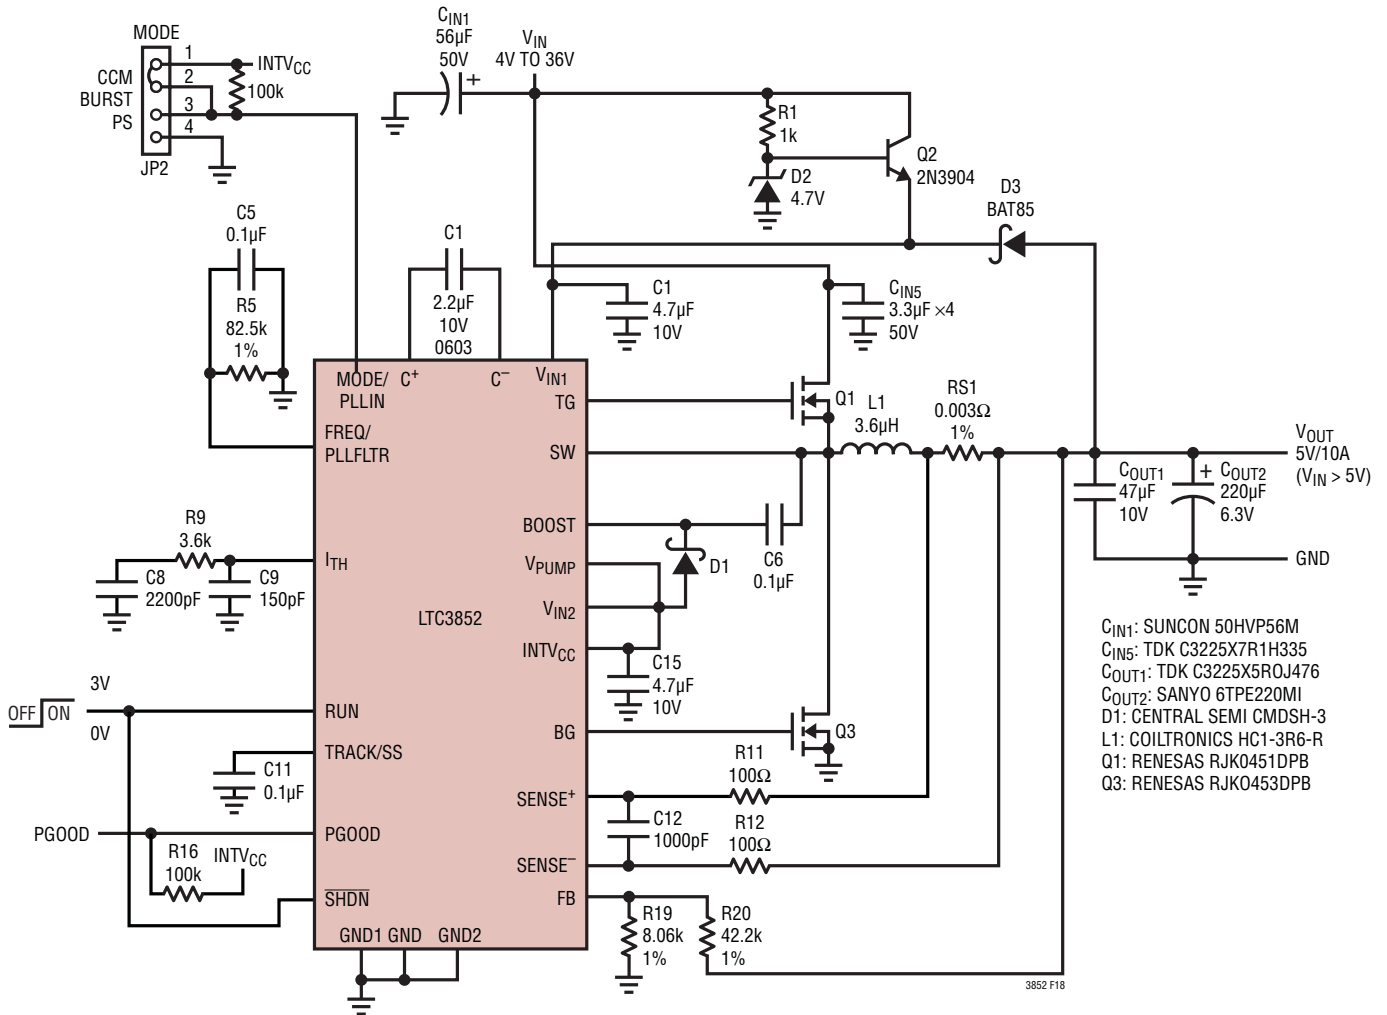 MODE
1
INTVCC
CCM
2
BURST
100k
3
PS
4
JP2
CIN1
56µF
50V
+
VIN
4V TO 36V
R1
1k
D2
4.7V
Q2
2N3904
D3
BAT85
C5
0.1µF
R5
82.5k
1%
C1
2.2µF
10V
0603
C1
4.7µF
10V
CIN5
3.3µF ×4
50V
MODE/
PLLIN
C+
C–
VIN1
TG
Q1
L1
3.6µH
RS1
0.003Ω
1%
FREQ/
PLLFLTR
SW
VOUT
5V/10A
(VIN > 5V)
COUT1
47µF
10V
+
COUT2
220µF
6.3V
BOOST
C6
0.1µF
R9
3.6k
ITH
VPUMP
D1
GND
C8
2200pF
C9
150pF
VIN2
LTC3852
INTVCC
C15
4.7µF
10V
CIN1: SUNCON 50HVP56M
CIN5: TDK C3225X7R1H335
COUT1: TDK C3225X5ROJ476
COUT2: SANYO 6TPE220MI
D1: CENTRAL SEMI CMDSH-3
L1: COILTRONICS HC1-3R6-R
Q1: RENESAS RJK0451DPB
Q3: RENESAS RJKO453DPB
3V
OFF ON
0V
RUN
BG
Q3
TRACK/SS
C11
0.1µF
R11
100Ω
SENSE+
C12
1000pF
R12
100Ω
PGOOD
PGOOD
R16
100k
INTVCC
SENSE–
SHDN
FB
R19
8.06k
1%
R20
42.2k
1%
GND1 GND GND2
3852 F18